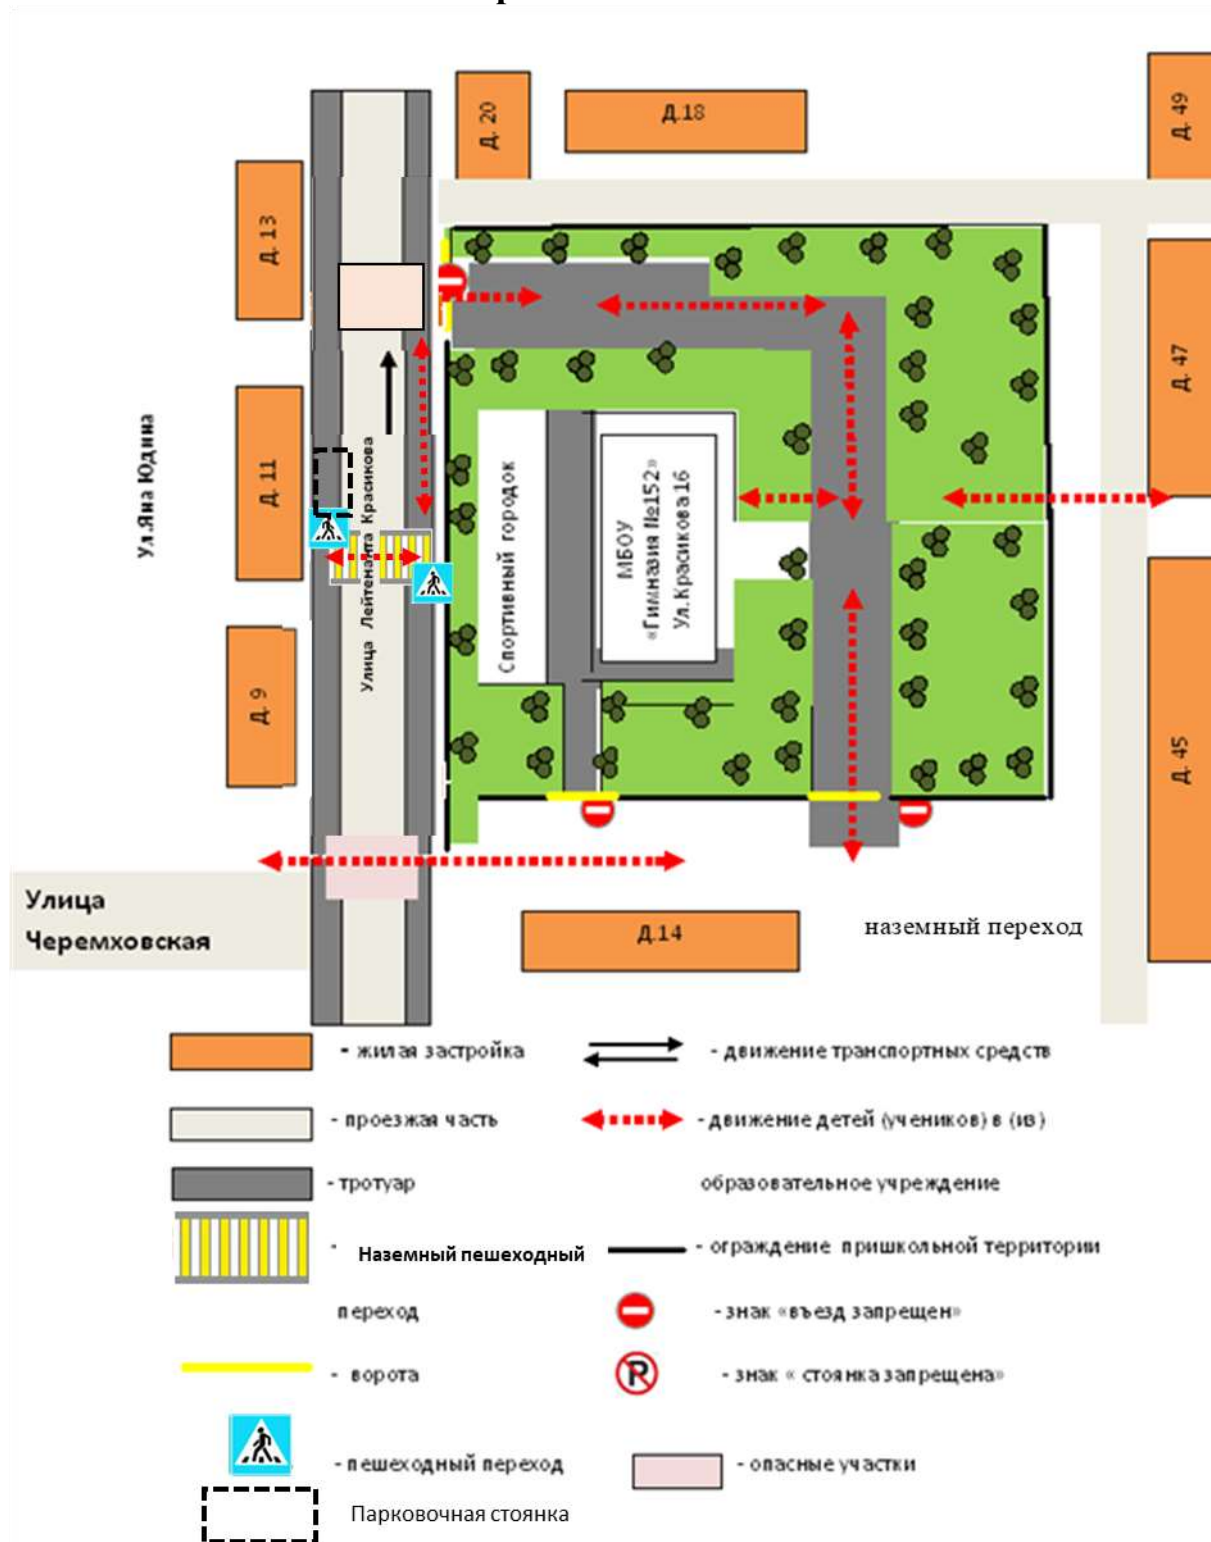 Д. 20
Д.18
Д. 49
Д. 13
Д. 47
Ул.Яна Юдина
Д. 11
Улица Лейтенанта Красикова
Спортивный городок
МБОУ
«Гимназия №152»
Ул.Красикова 16
Д. 9
Д. 45
Улица
Черемховская
Д.14
наземный переход
- жилая застройка
- движение транспортных средств
- проезжая часть
- движение детей (учеников) в (из)
- тротуар
образовательное учреждение
- Наземный пешеходный
- ограждение пришкольной территории
переход
- знак «въезд запрещен»
- ворота
- знак « стоянка запрещена»
- пешеходный переход
- опасные участки
Парковочная стоянка